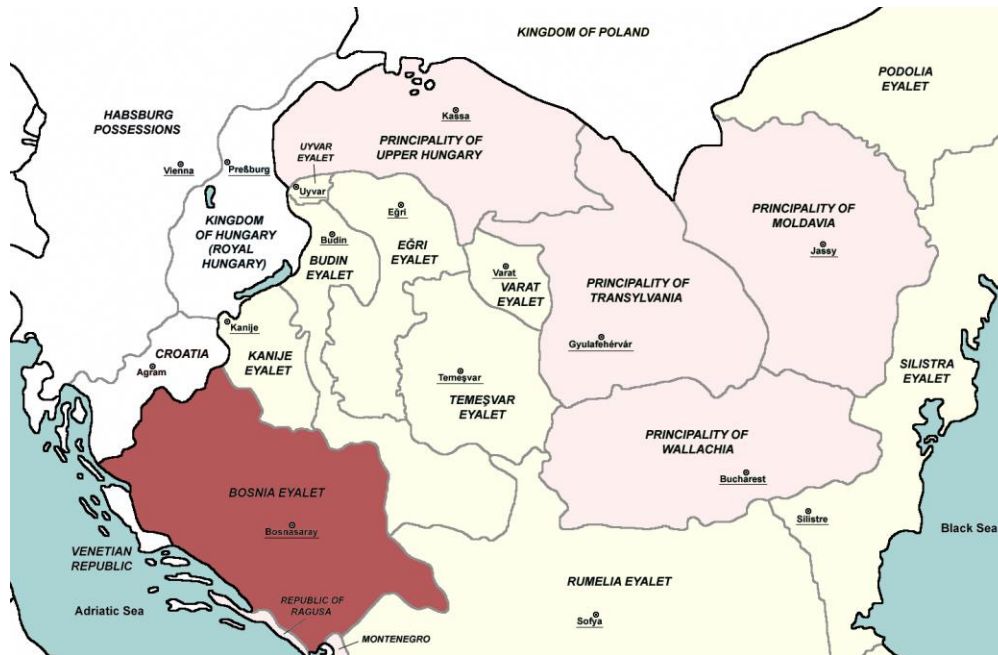 KINGDOM OF POLAND
PODOLIA
EYALET
HABSBURG
POSSESSIONS
Kassa
PRINCIPALITY OF
UPPER HUNGARY
UYVAR
EYALET
Vienna
Preßburg
Uyvar
Eğri
PRINCIPALITY OF
MOLDAVIA
Jassy
KINGDOM
OF HUNGARY
(ROYAL
HUNGARY)
Budin
BUDIN
EYALET
EĞRI
EYALET
Varat
VARAT
EYALET
PRINCIPALITY OF
TRANSYLVANIA
Gyulafehérvár
Kanije
KANIJE
EYALET
CROATIA
Agram
Temeşvar
TEMEŞVAR
EYALET
SILISTRA
EYALET
PRINCIPALITY OF
WALLACHIA
Bucharest
BOSNIA EYALET
Bosnasaray
Silistre
Black Sea
VENETIAN
REPUBLIC
Adriatic Sea
REPUBLIC OF
RAGUSA
MONTENEGRO
RUMELIA EYALET
Sofya